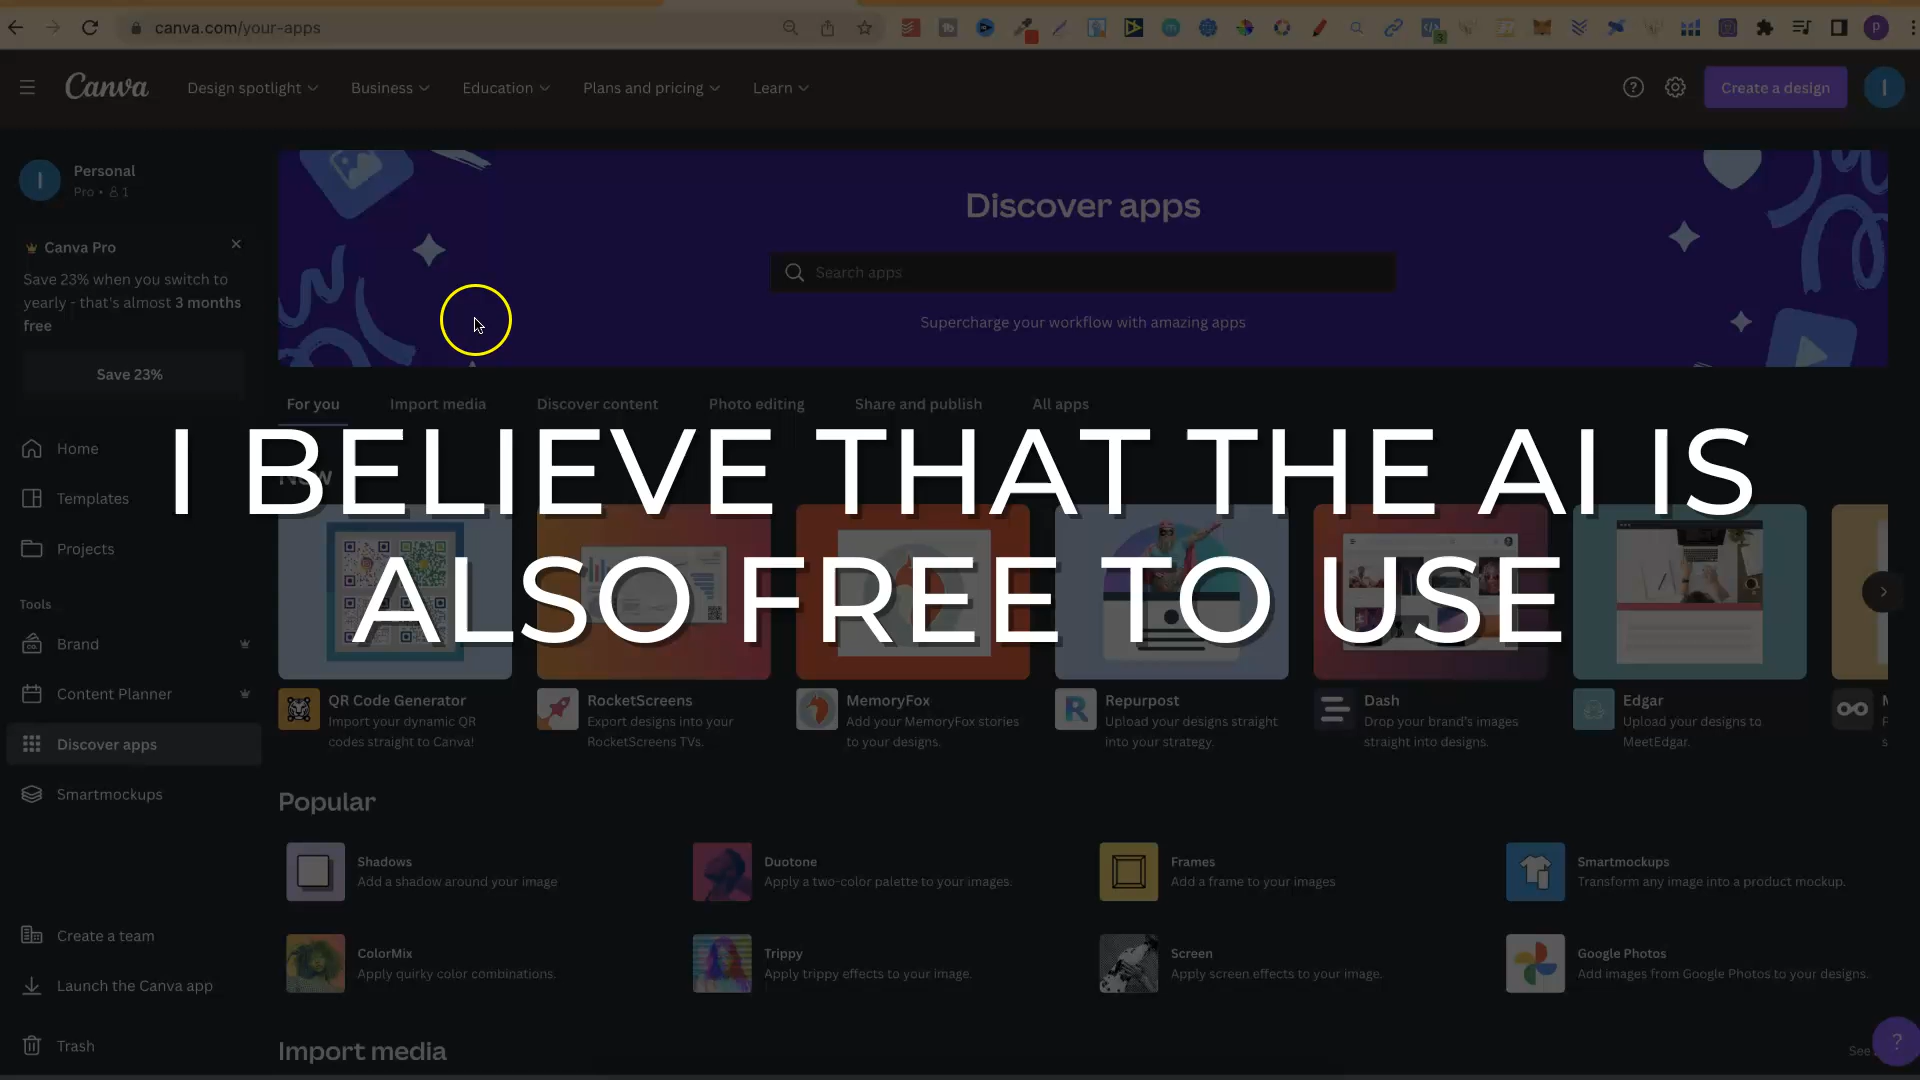 canva.com/your-apps
3
P
Canva
Design spotlight
Business
Education
Plans and pricing
Learn
Create a design
I
I
Personal
Pro • 1
Canva Pro
Save 23% when you switch to
yearly - that's almost 3 months
free
Save 23%
Home
Templates
Projects
Tools
Brand
Content Planner
Discover apps
Smartmockups
Create a team
Launch the Canva app
Trash
Discover apps
Search apps
Supercharge your workflow with amazing apps
For you
Import media
Discover content
Photo editing
Share and publish
All apps
I BELIEVE THAT THE AI IS
ALSO FREE TO USE
QR Code Generator
Import your dynamic QR
codes straight to Canva!
RocketScreens
Export designs into your
RocketScreens TVs.
MemoryFox
Add your MemoryFox stories
to your designs.
Repurpost
Upload your designs straight
into your strategy.
Dash
Drop your brand's images
straight into designs.
Edgar
Upload your designs to
MeetEdgar.
Popular
Shadows
Add a shadow around your image
Duotone
Apply a two-color palette to your images.
Frames
Add a frame to your images
Smartmockups
Transform any image into a product mockup.
ColorMix
Apply quirky color combinations.
Trippy
Apply trippy effects to your image.
Screen
Apply screen effects to your image.
Google Photos
Add images from Google Photos to your designs.
Import media
See
?